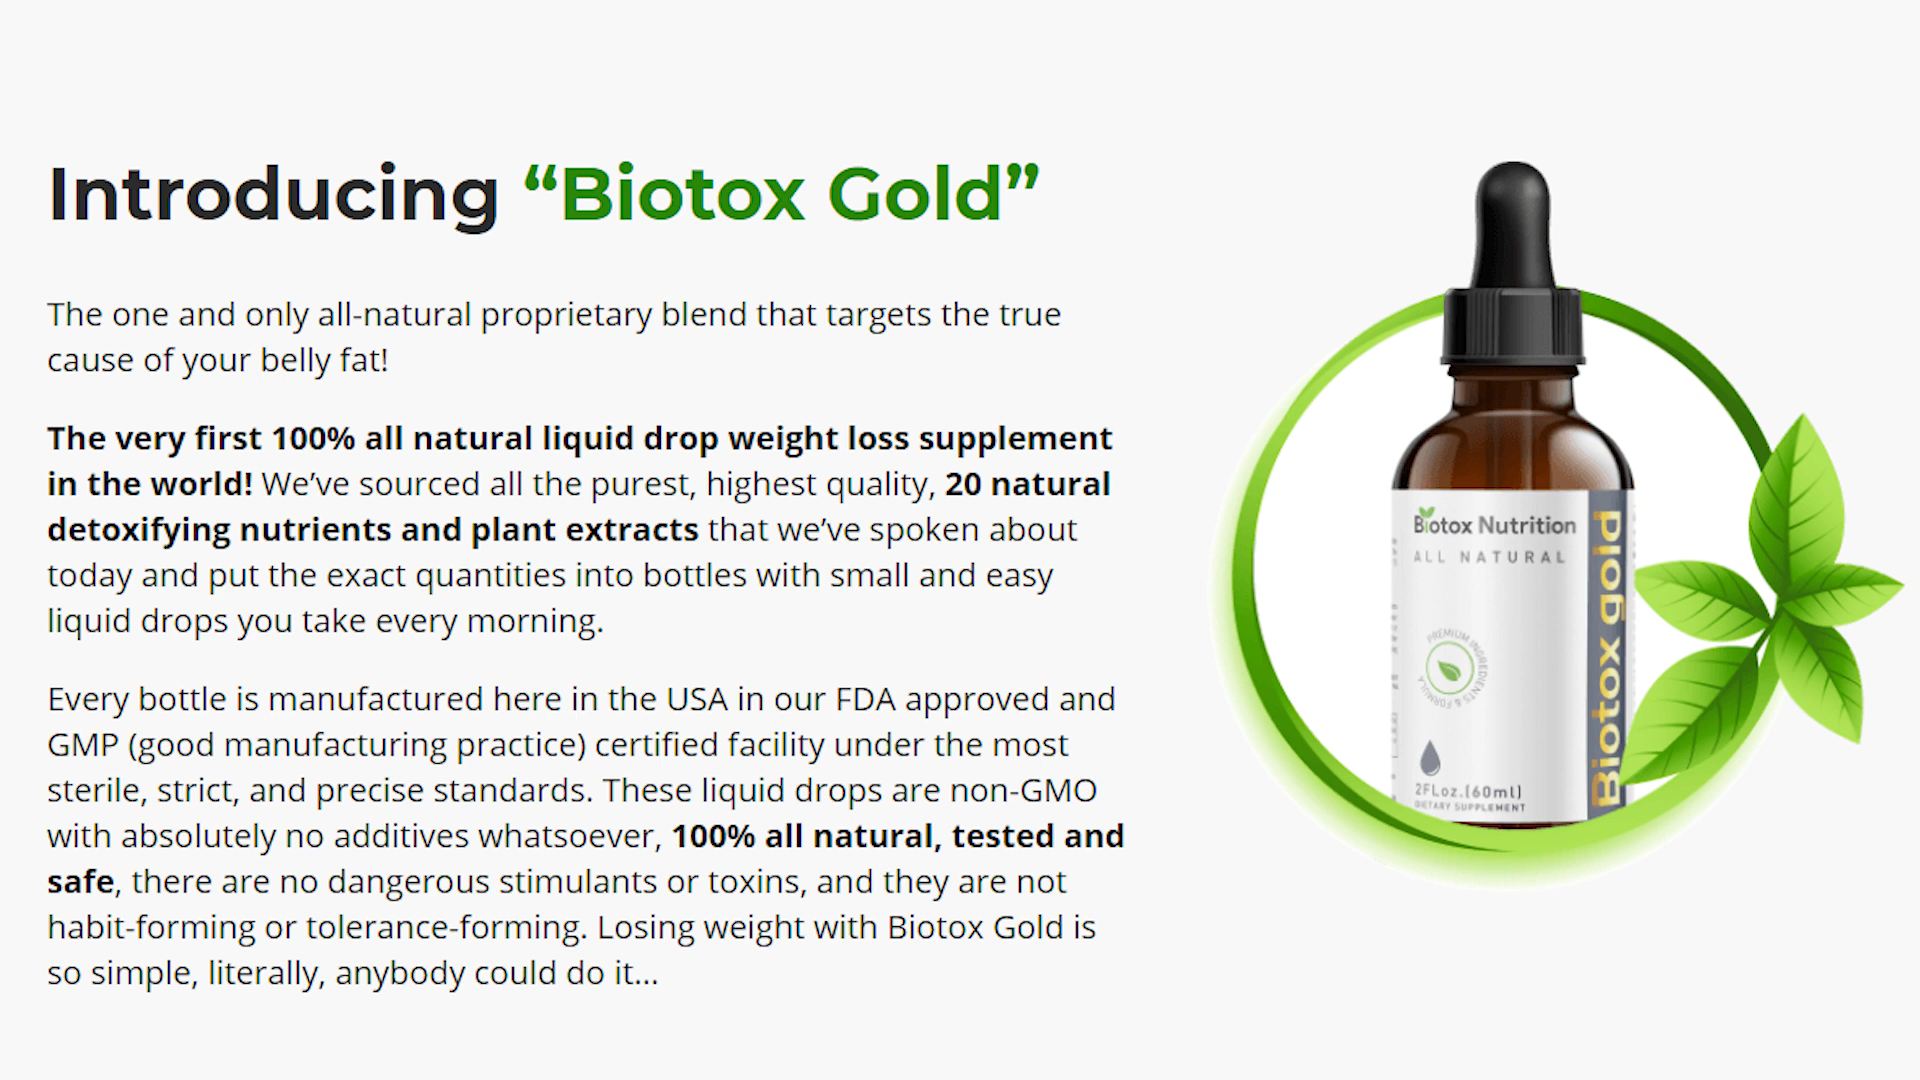 Introducing “Biotox Gold”
The one and only all-natural proprietary blend that targets the true
cause of your belly fat!
The very first 100% all natural liquid drop weight loss supplement
in the world! We’ve sourced all the purest, highest quality, 20 natural
detoxifying nutrients and plant extracts that we’ve spoken about
today and put the exact quantities into bottles with small and easy
liquid drops you take every morning.
Every bottle is manufactured here in the USA in our FDA approved and
GMP (good manufacturing practice) certified facility under the most
sterile, strict, and precise standards. These liquid drops are non-GMO
with absolutely no additives whatsoever, 100% all natural, tested and
safe, there are no dangerous stimulants or toxins, and they are not
habit-forming or tolerance-forming. Losing weight with Biotox Gold is
so simple, literally, anybody could do it...
Biotox Nutrition
ALL NATURAL
PREMIUM INGREDIENTS & FORMULA
2FLoz.(60ml)
DIETARY SUPPLEMENT
Biotox gold